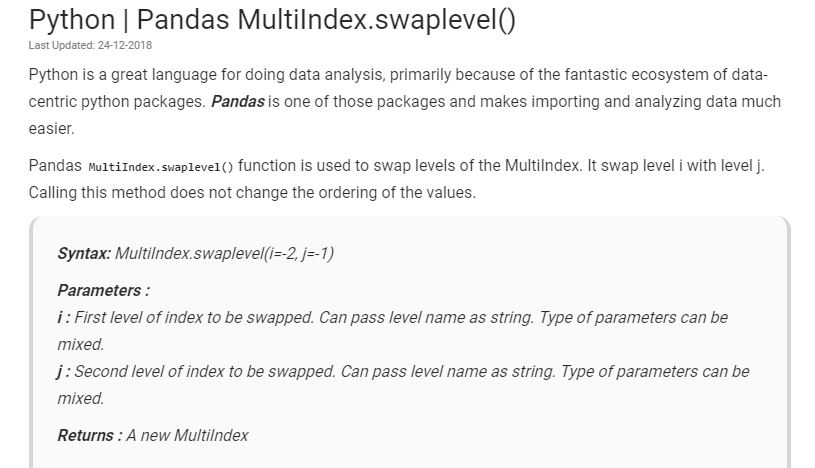 Python | Pandas MultiIndex.swaplevel()
Last Updated: 24-12-2018
Python is a great language for doing data analysis, primarily because of the fantastic ecosystem of data-
centric python packages. Pandas is one of those packages and makes importing and analyzing data much
easier.
Pandas MultiIndex.swaplevel() function is used to swap levels of the MultiIndex. It swap level i with level j.
Calling this method does not change the ordering of the values.
Syntax: MultiIndex.swaplevel(i=-2, j=-1)
Parameters :
i : First level of index to be swapped. Can pass level name as string. Type of parameters can be
mixed.
j : Second level of index to be swapped. Can pass level name as string. Type of parameters can be
mixed.
Returns : A new MultiIndex